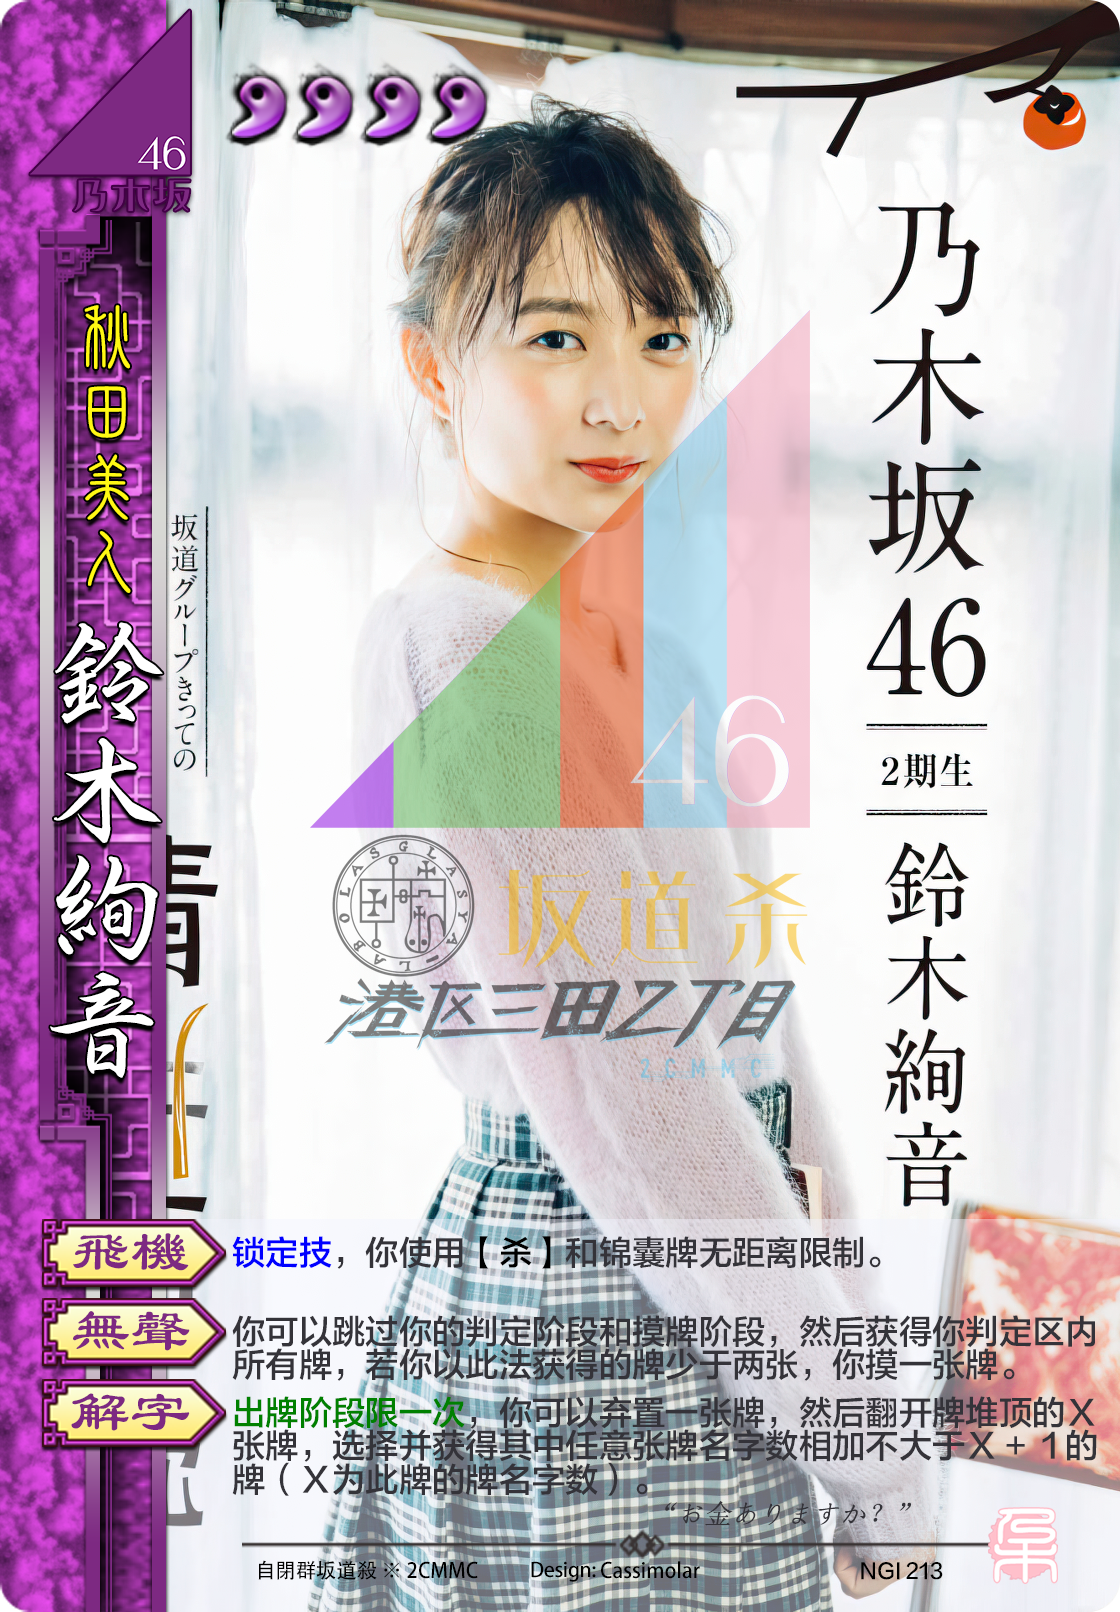 46
乃木坂
秋田美人
鈴木絢音
坂道グループきっての
乃木坂46
2期生
鈴木絢音
46
GLASYA LABOLAS
坂道杀
港区三田2丁目
2CMMC
飛機
锁定技，你使用【杀】和锦囊牌无距离限制。
無聲
你可以跳过你的判定阶段和摸牌阶段，然后获得你判定区内
所有牌，若你以此法获得的牌少于两张，你摸一张牌。
解字
出牌阶段限一次，你可以弃置一张牌，然后翻开牌堆顶的X
张牌，选择并获得其中任意张牌名字数相加不大于X + 1的
牌（X为此牌的牌名字数）。
“お金ありますか？”
自閉群坂道殺 ※ 2CMMC
Design: Cassimolar
NGI 213